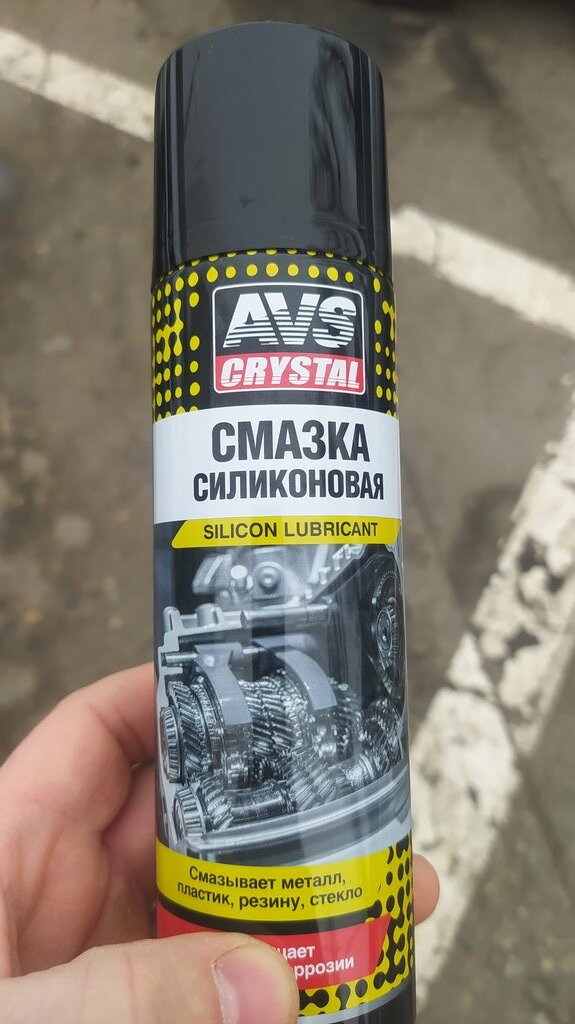 AVS
CRYSTAL
СМАЗКА
СИЛИКОНОВАЯ
SILICON LUBRICANT
Смазывает металл,
пластик, резину, стекло